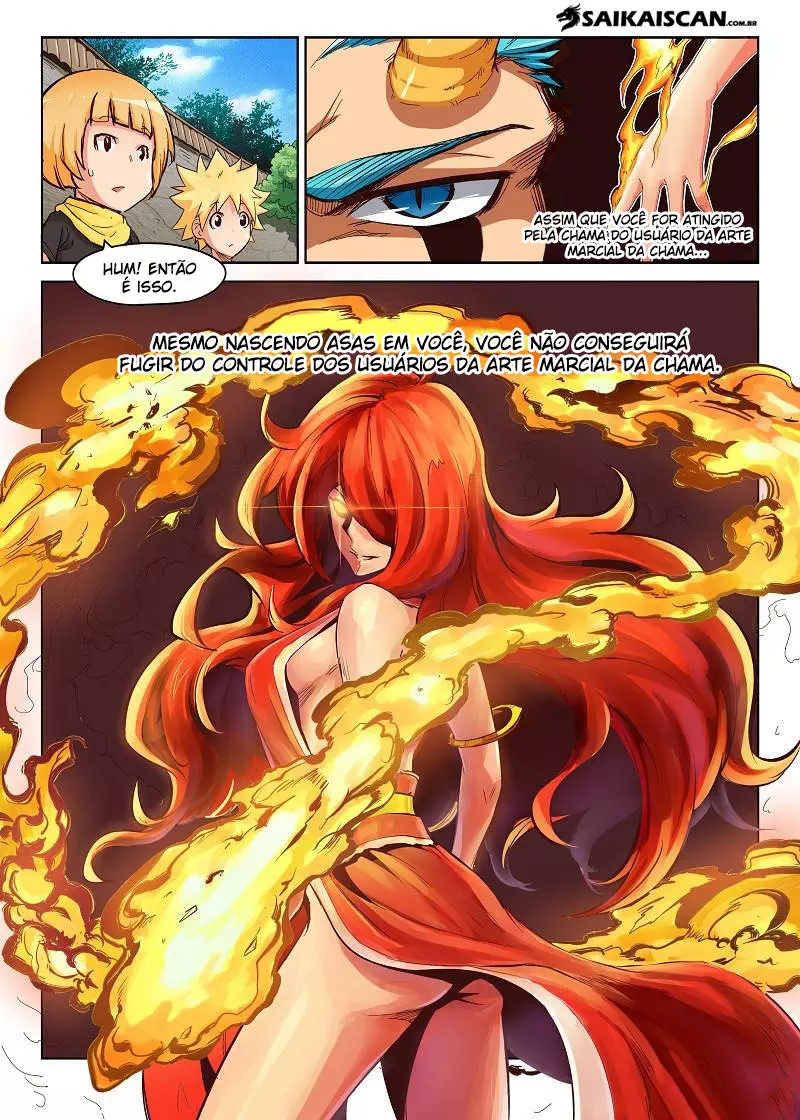 SAIKAISCAN.COM.BR
HUM! ENTÃO
É ISSO.
ASSIM QUE VOCÊ FOR ATINGIDO
PELA CHAMA DO USUÁRIO DA ARTE
MARCIAL DA CHAMA...
MESMO NASCENDO ASAS EM VOCÊ, VOCÊ NÃO CONSEGUIRÁ
FUGIR DO CONTROLE DOS USUÁRIOS DA ARTE MARCIAL DA CHAMA.